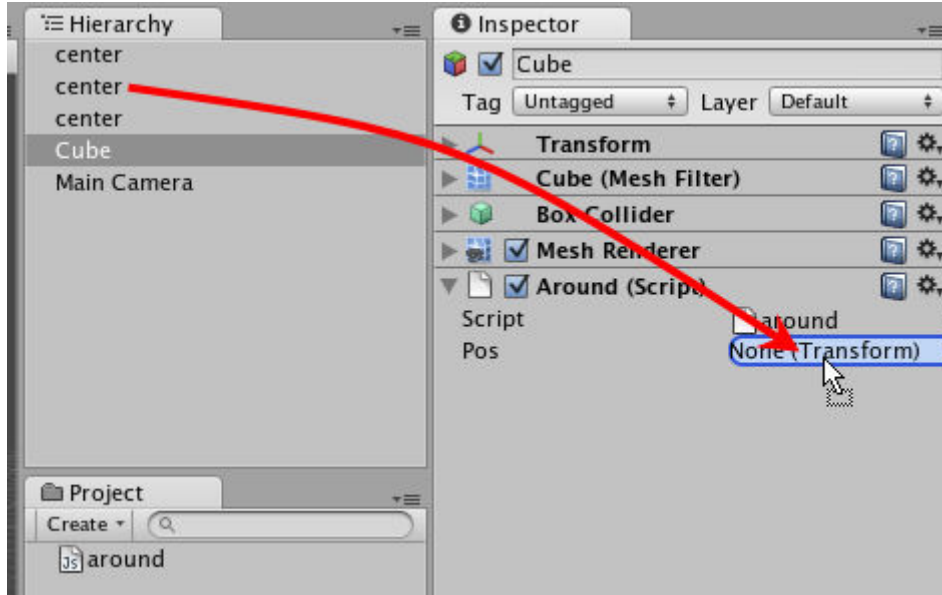 Hierarchy
center
center
center
Cube
Main Camera
Project
Create
around
Inspector
Cube
Tag Untagged Layer Default
Transform
Cube (Mesh Filter)
Box Collider
Mesh Renderer
Around (Script)
Script around
Pos None (Transform)